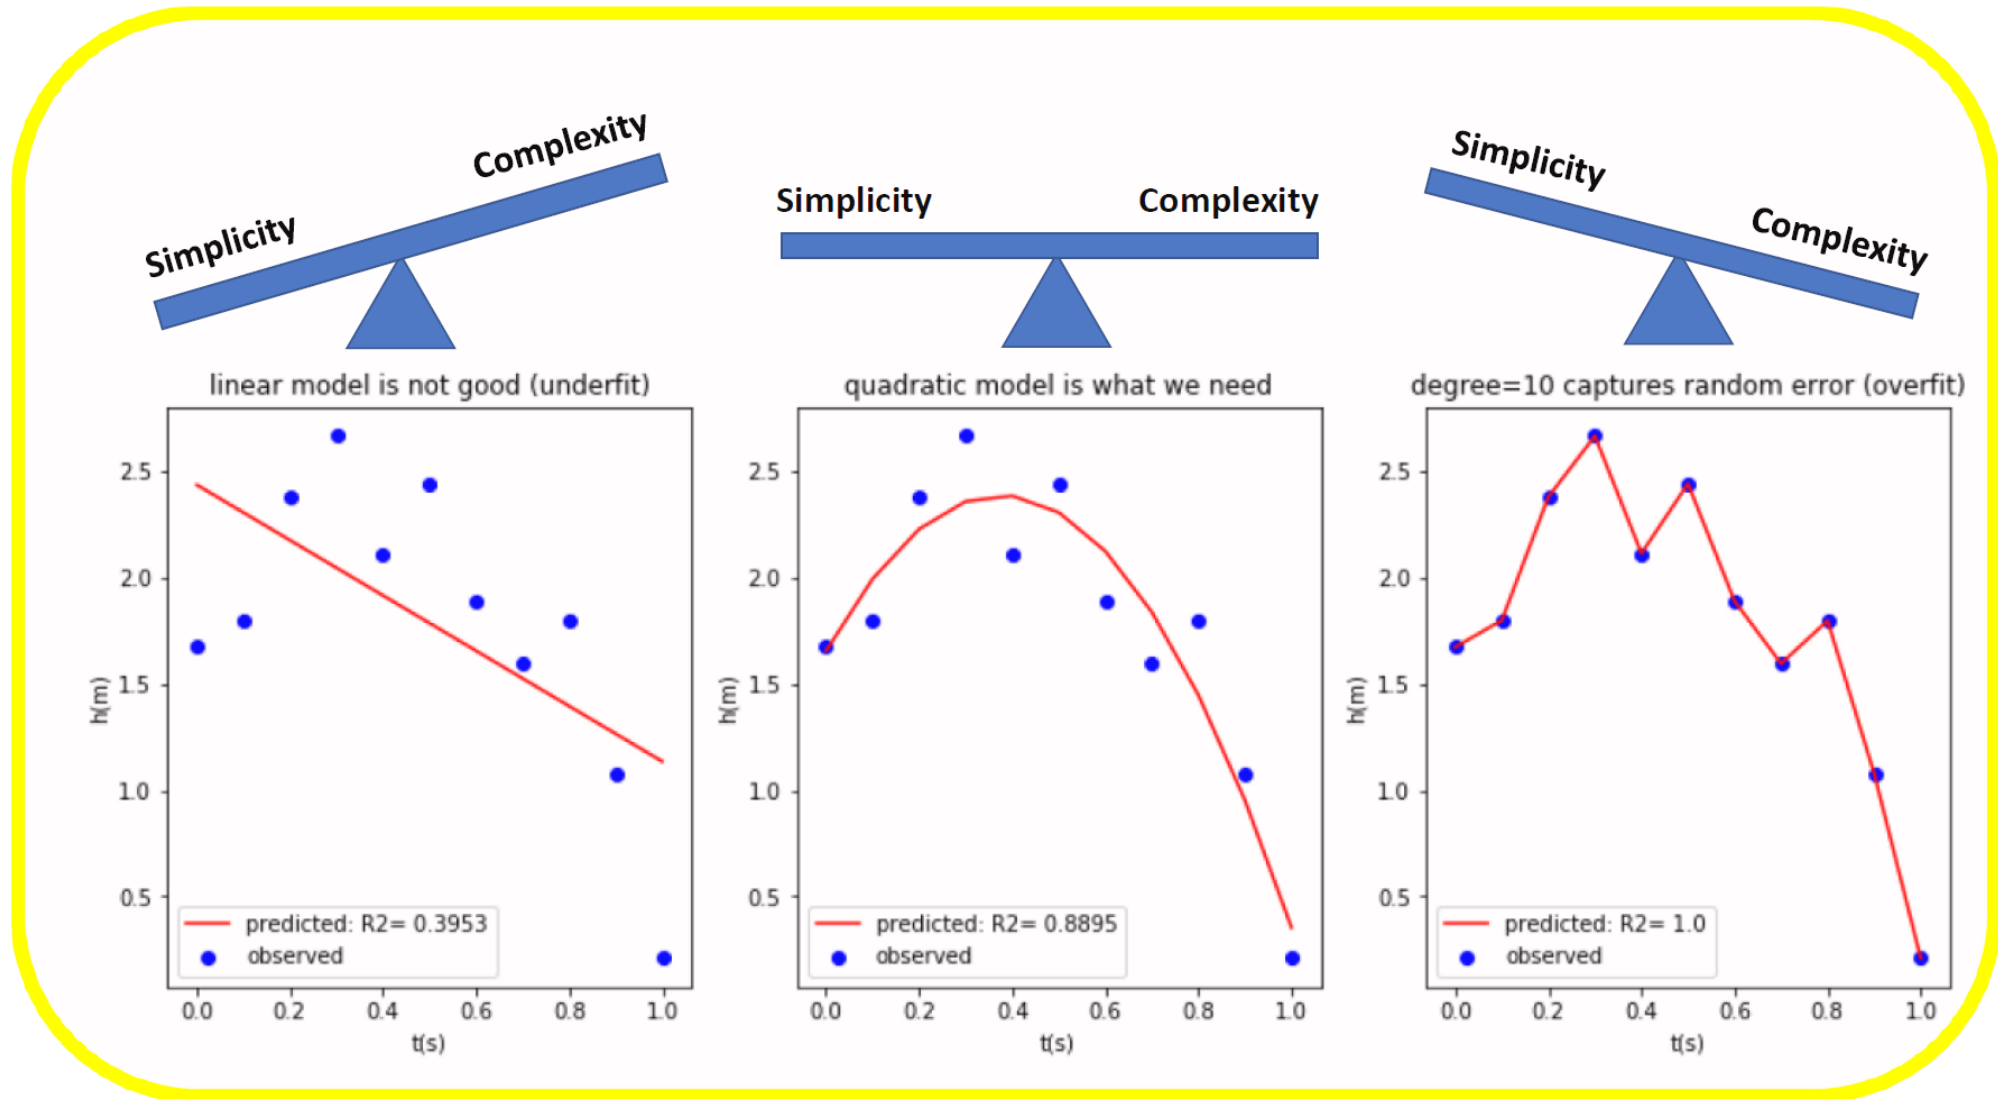 Simplicity
Complexity
Simplicity
Complexity
Simplicity
Complexity
linear model is not good (underfit)
h(m)
2.5
2.0
1.5
1.0
0.5
predicted: R2= 0.3953
observed
0.0 0.2 0.4 0.6 0.8 1.0
t(s)
quadratic model is what we need
h(m)
2.5
2.0
1.5
1.0
0.5
predicted: R2= 0.8895
observed
0.0 0.2 0.4 0.6 0.8 1.0
t(s)
degree=10 captures random error (overfit)
h(m)
2.5
2.0
1.5
1.0
0.5
predicted: R2= 1.0
observed
0.0 0.2 0.4 0.6 0.8 1.0
t(s)